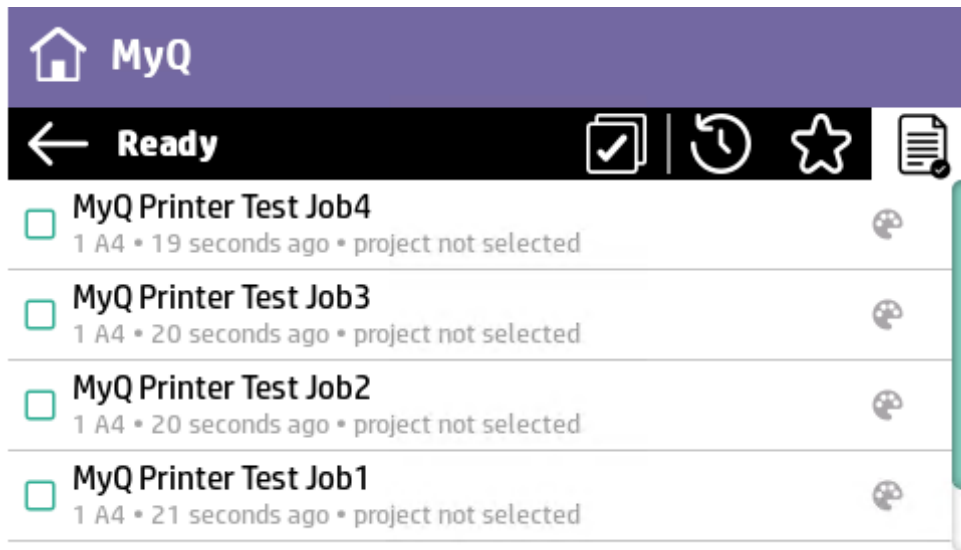 MyQ
Ready
MyQ Printer Test Job4
1 A4 • 19 seconds ago • project not selected
MyQ Printer Test Job3
1 A4 • 20 seconds ago • project not selected
MyQ Printer Test Job2
1 A4 • 20 seconds ago • project not selected
MyQ Printer Test Job1
1 A4 • 21 seconds ago • project not selected